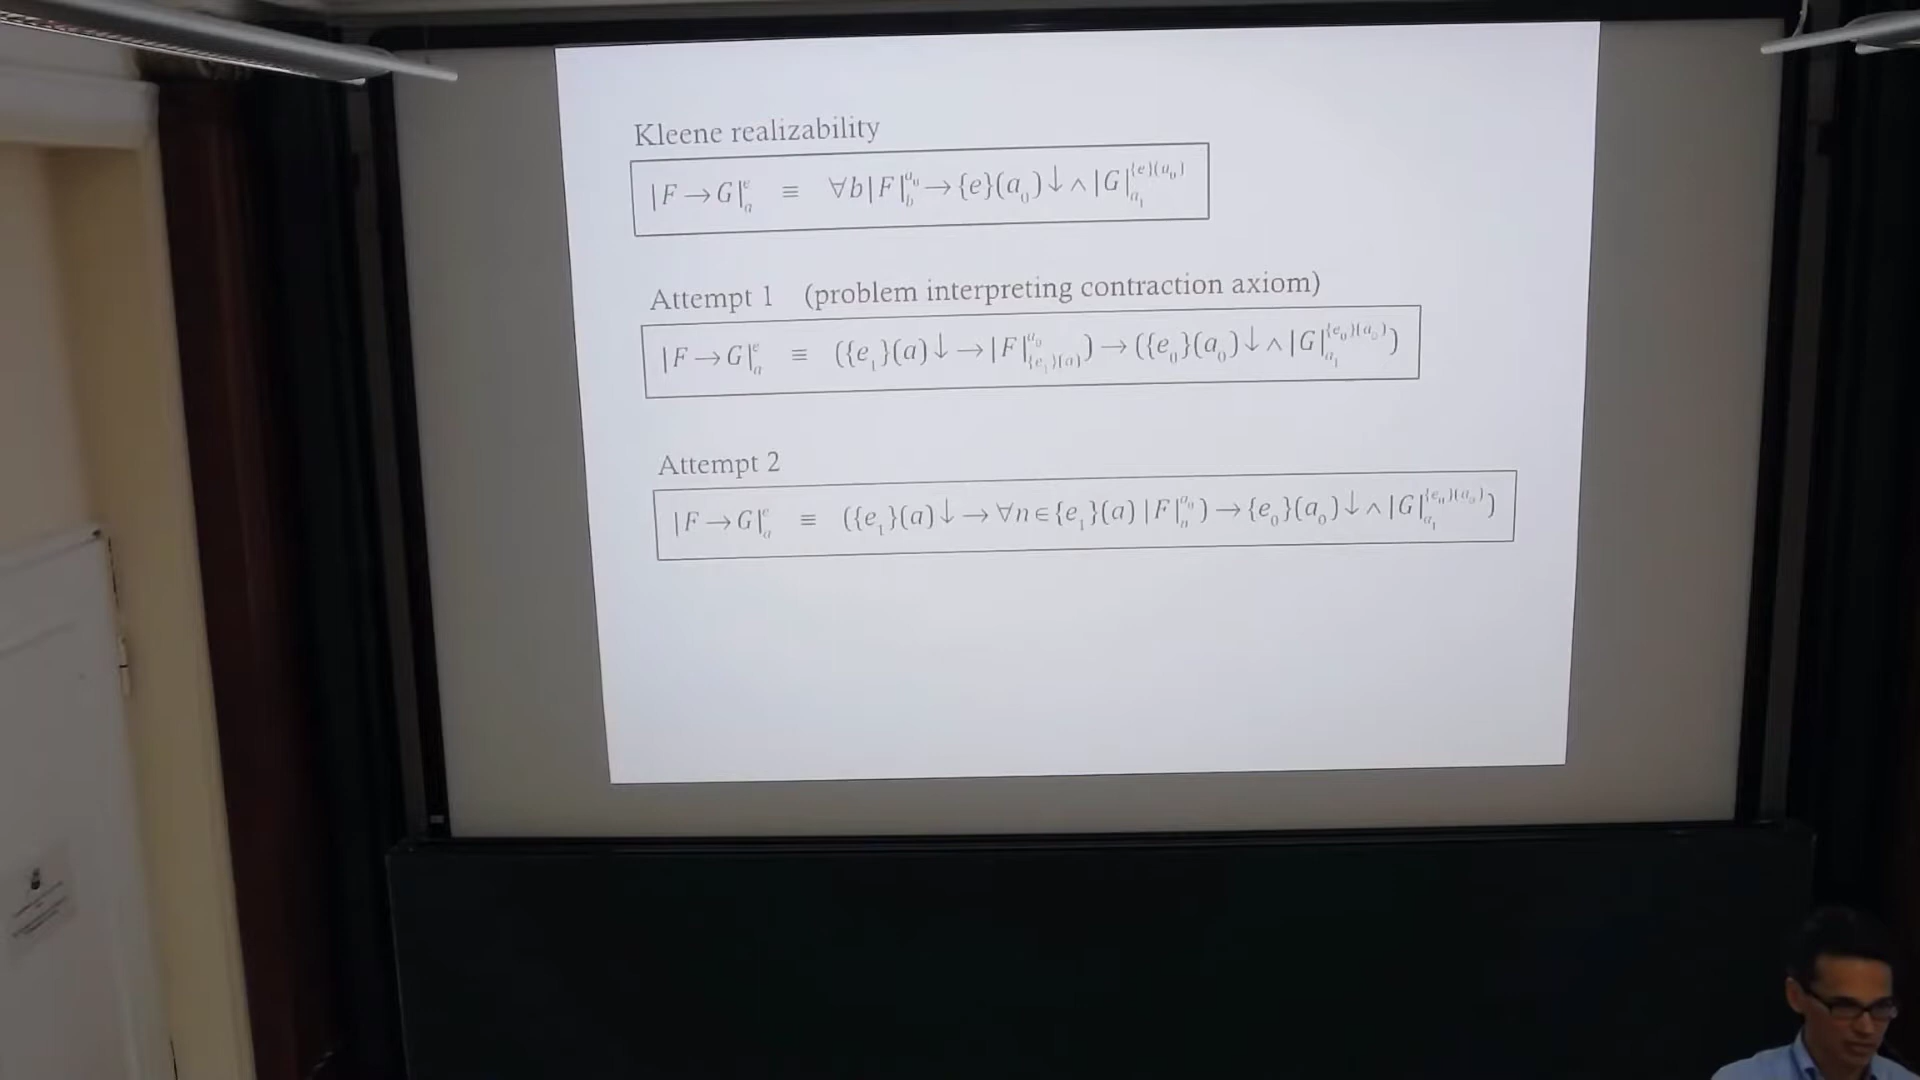 Kleene realizability
|F→G|ᵉₐ ≡ ∀b|F|^{a₀}_b→{e}(a₀)↓∧|G|^{{e}(a₀)}_{a₁}
Attempt 1 (problem interpreting contraction axiom)
|F→G|ᵉₐ ≡ ({e₁}(a)↓→|F|^{a₀}_{{e₁}(a)})→({e₀}(a₀)↓∧|G|^{{e₀}(a₀)}_{a₁})
Attempt 2
|F→G|ᵉₐ ≡ ({e₁}(a)↓→∀n∈{e₁}(a)|F|^{a₀}_n)→{e₀}(a₀)↓∧|G|^{{e₀}(a₀)}_{a₁})